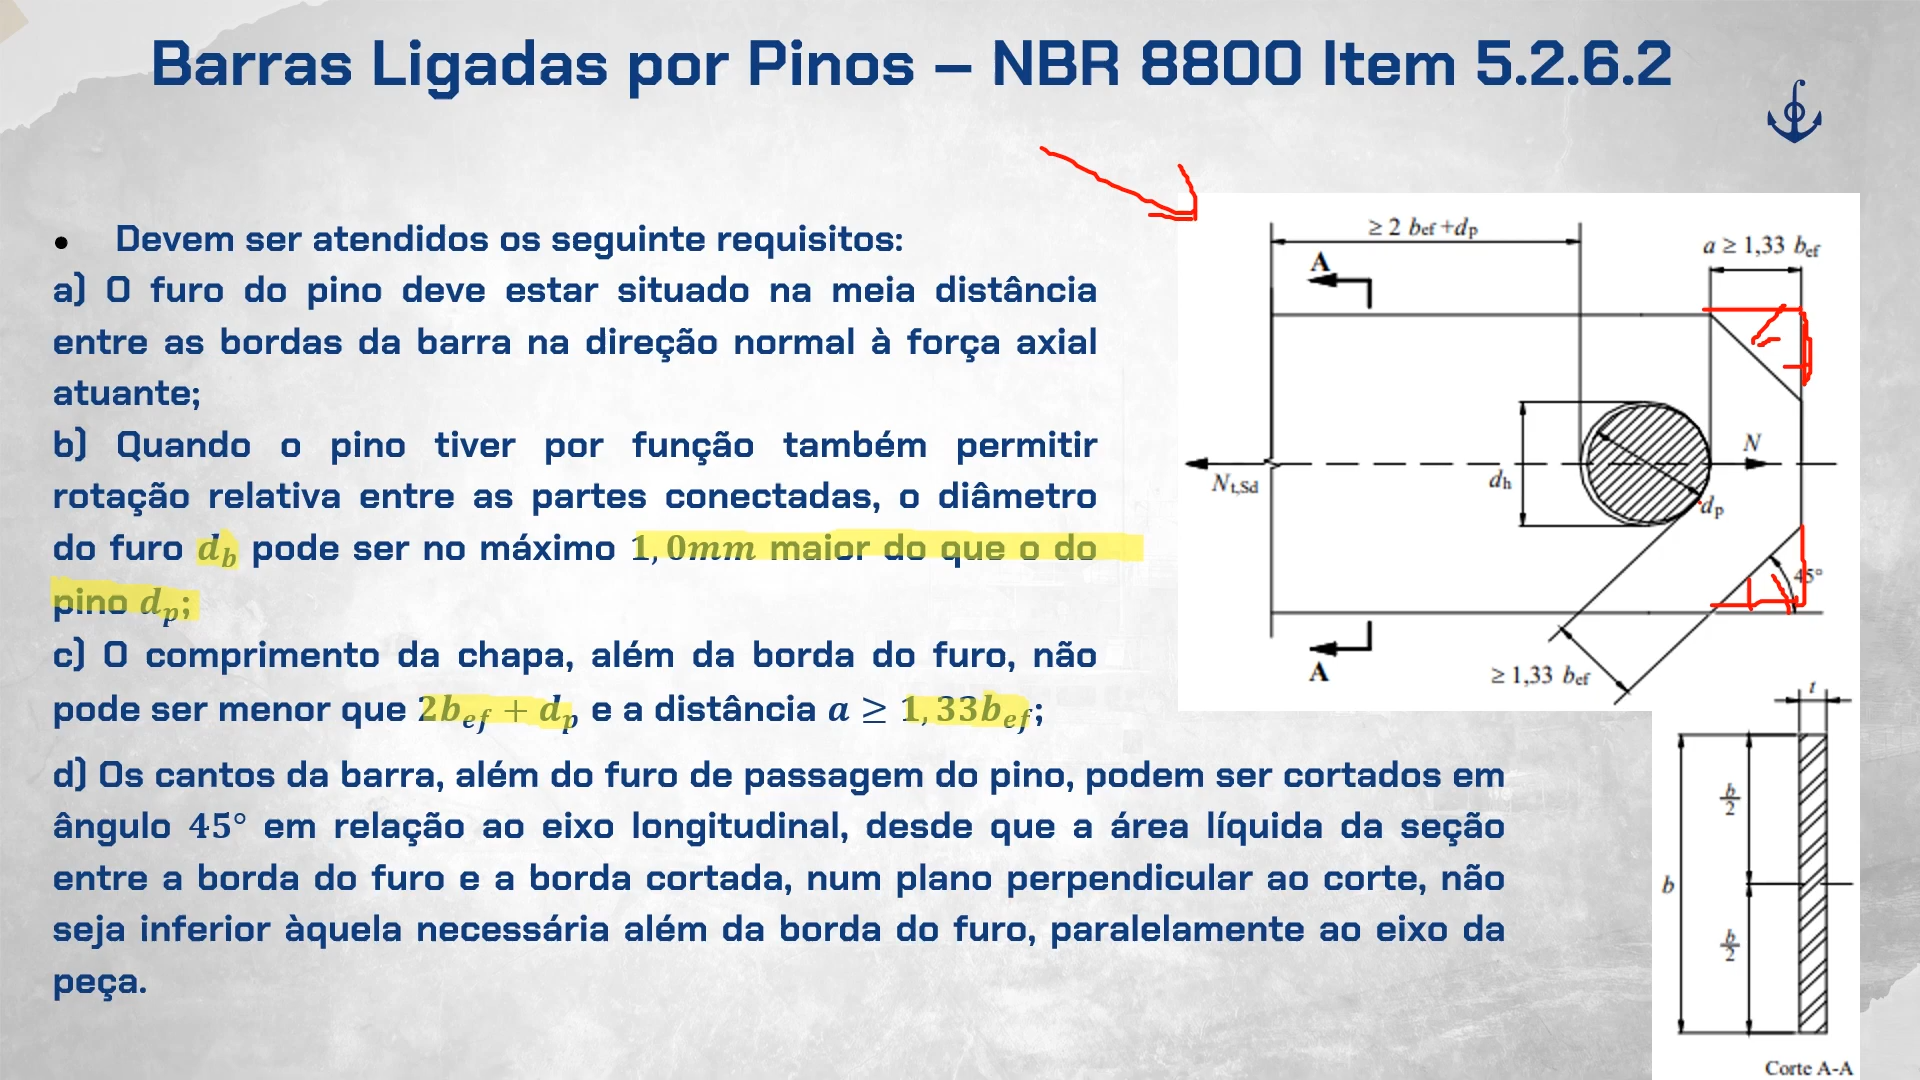 Barras Ligadas por Pinos – NBR 8800 Item 5.2.6.2
• Devem ser atendidos os seguinte requisitos:
a) O furo do pino deve estar situado na meia distância
entre as bordas da barra na direção normal à força axial
atuante;
b) Quando o pino tiver por função também permitir
rotação relativa entre as partes conectadas, o diâmetro
do furo d_b pode ser no máximo 1,0mm maior do que o do
pino d_p;
c) O comprimento da chapa, além da borda do furo, não
pode ser menor que 2b_ef + d_p e a distância a ≥ 1,33b_ef;
d) Os cantos da barra, além do furo de passagem do pino, podem ser cortados em
ângulo 45° em relação ao eixo longitudinal, desde que a área líquida da seção
entre a borda do furo e a borda cortada, num plano perpendicular ao corte, não
seja inferior àquela necessária além da borda do furo, paralelamente ao eixo da
peça.
≥ 2 b_ef +d_p
a ≥ 1,33 b_ef
A
N
N_t,Sd
d_h
d_p
45°
A
≥ 1,33 b_ef
t
b/2
b
b/2
Corte A-A